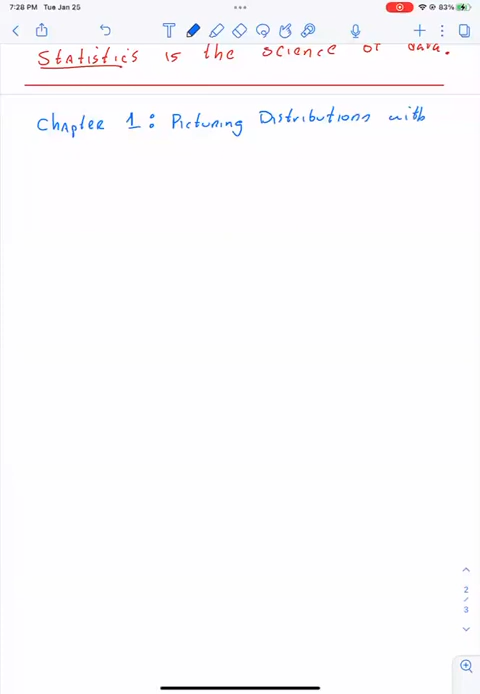 7:28 PM Tue Jan 25
83%
Statistics is the science of data.
Chapter 1: Picturing Distributions with
2
/
3